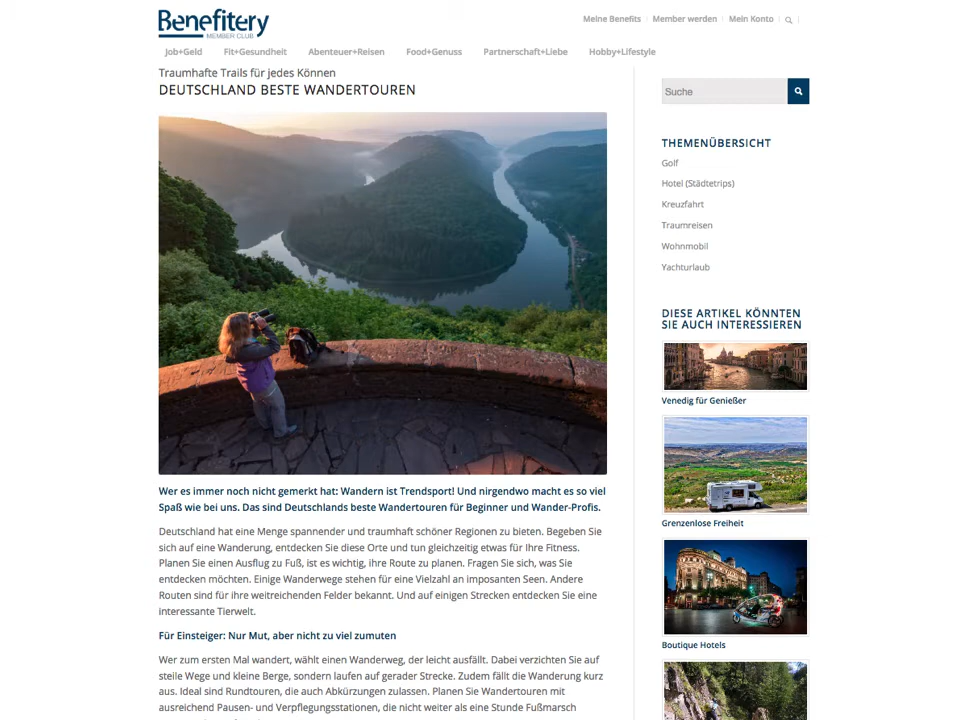 Benefitery
MEMBER CLUB
Meine Benefits
Member werden
Mein Konto
Job+Geld
Fit+Gesundheit
Abenteuer+Reisen
Food+Genuss
Partnerschaft+Liebe
Hobby+Lifestyle
Traumhafte Trails für jedes Können
DEUTSCHLAND BESTE WANDERTOUREN
Wer es immer noch nicht gemerkt hat: Wandern ist Trendsport! Und nirgendwo macht es so viel
Spaß wie bei uns. Das sind Deutschlands beste Wandertouren für Beginner und Wander-Profis.
Deutschland hat eine Menge spannender und traumhaft schöner Regionen zu bieten. Begeben Sie
sich auf eine Wanderung, entdecken Sie diese Orte und tun gleichzeitig etwas für Ihre Fitness.
Planen Sie einen Ausflug zu Fuß, ist es wichtig, ihre Route zu planen. Fragen Sie sich, was Sie
entdecken möchten. Einige Wanderwege stehen für eine Vielzahl an imposanten Seen. Andere
Routen sind für ihre weitreichenden Felder bekannt. Und auf einigen Strecken entdecken Sie eine
interessante Tierwelt.
Für Einsteiger: Nur Mut, aber nicht zu viel zumuten
Wer zum ersten Mal wandert, wählt einen Wanderweg, der leicht ausfällt. Dabei verzichten Sie auf
steile Wege und kleine Berge, sondern laufen auf gerader Strecke. Zudem fällt die Wanderung kurz
aus. Ideal sind Rundtouren, die auch Abkürzungen zulassen. Planen Sie Wandertouren mit
ausreichend Pausen- und Verpflegungsstationen, die nicht weiter als eine Stunde Fußmarsch
Suche
THEMENÜBERSICHT
Golf
Hotel (Städtetrips)
Kreuzfahrt
Traumreisen
Wohnmobil
Yachturlaub
DIESE ARTIKEL KÖNNTEN
SIE AUCH INTERESSIEREN
Venedig für Genießer
Grenzenlose Freiheit
Boutique Hotels